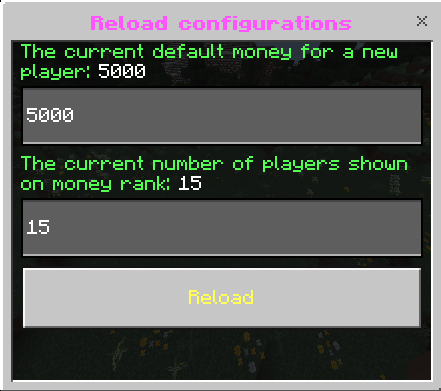 Reload configurations
The current default money for a new
player: 5000
5000
The current number of players shown
on money rank: 15
15
Reload